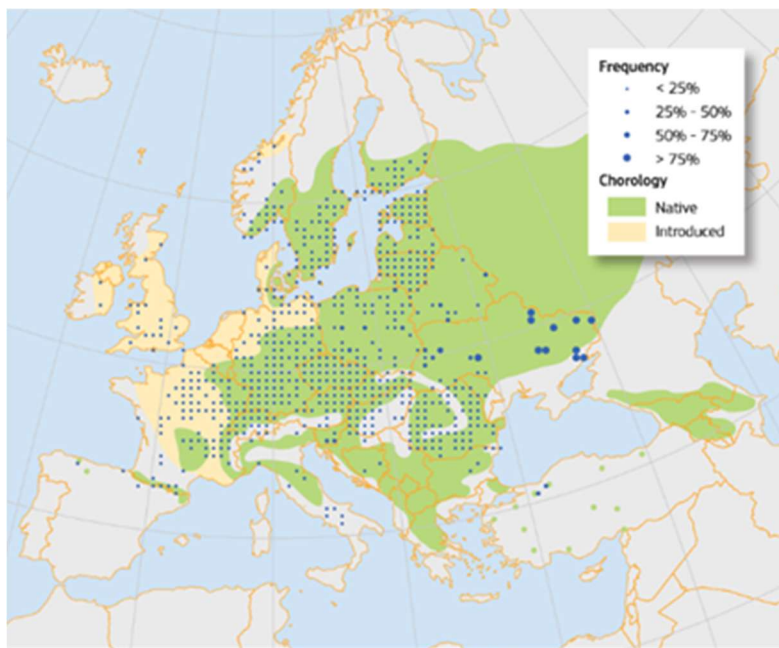 Frequency
< 25%
25% - 50%
50% - 75%
> 75%
Chorology
Native
Introduced